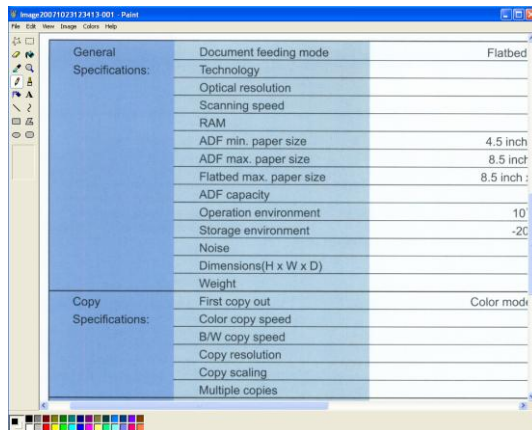 Image20071023123413-001 - Paint
File Edit View Image Colors Help
General Document feeding mode Flatbed
Specifications: Technology
Optical resolution
Scanning speed
RAM
ADF min. paper size 4.5 inch
ADF max. paper size 8.5 inch
Flatbed max. paper size 8.5 inch
ADF capacity
Operation environment 10
Storage environment -20
Noise
Dimensions(H x W x D)
Weight
Copy First copy out Color mode
Specifications: Color copy speed
B/W copy speed
Copy resolution
Copy scaling
Multiple copies